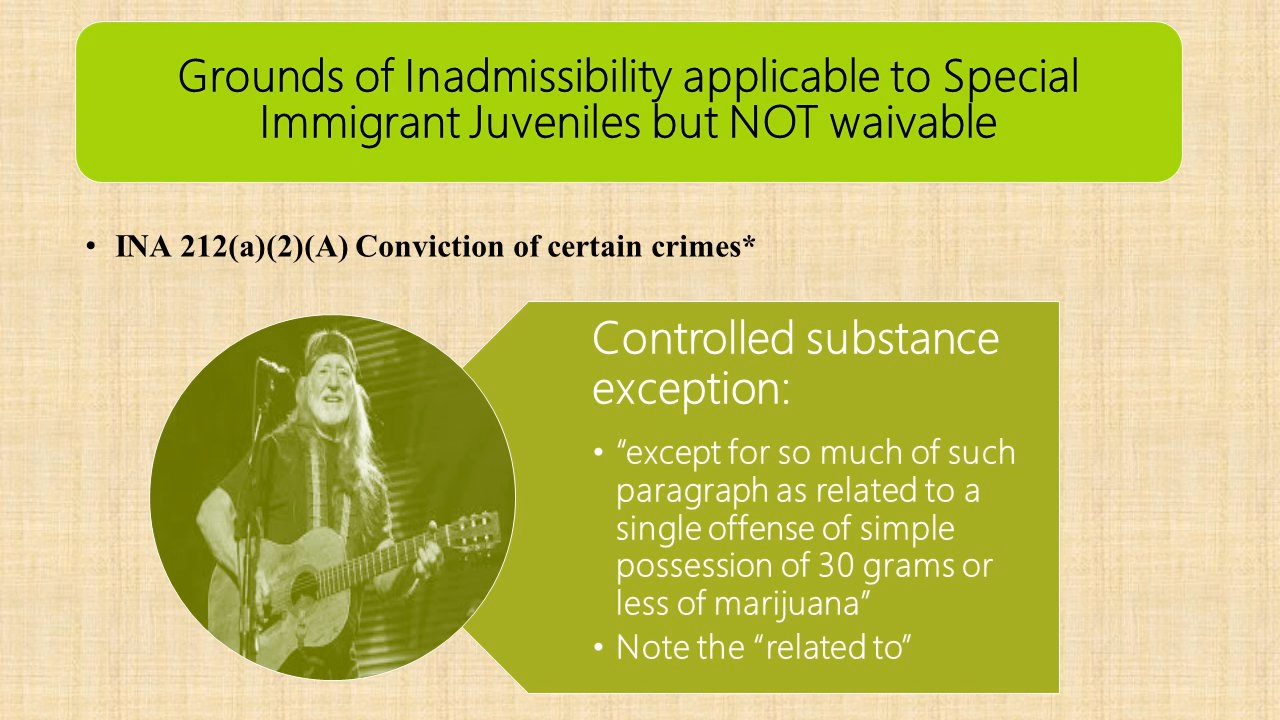 Grounds of Inadmissibility applicable to Special
Immigrant Juveniles but NOT waivable
• INA 212(a)(2)(A) Conviction of certain crimes*
Controlled substance
exception:
• “except for so much of such
paragraph as related to a
single offense of simple
possession of 30 grams or
less of marijuana”
• Note the “related to”